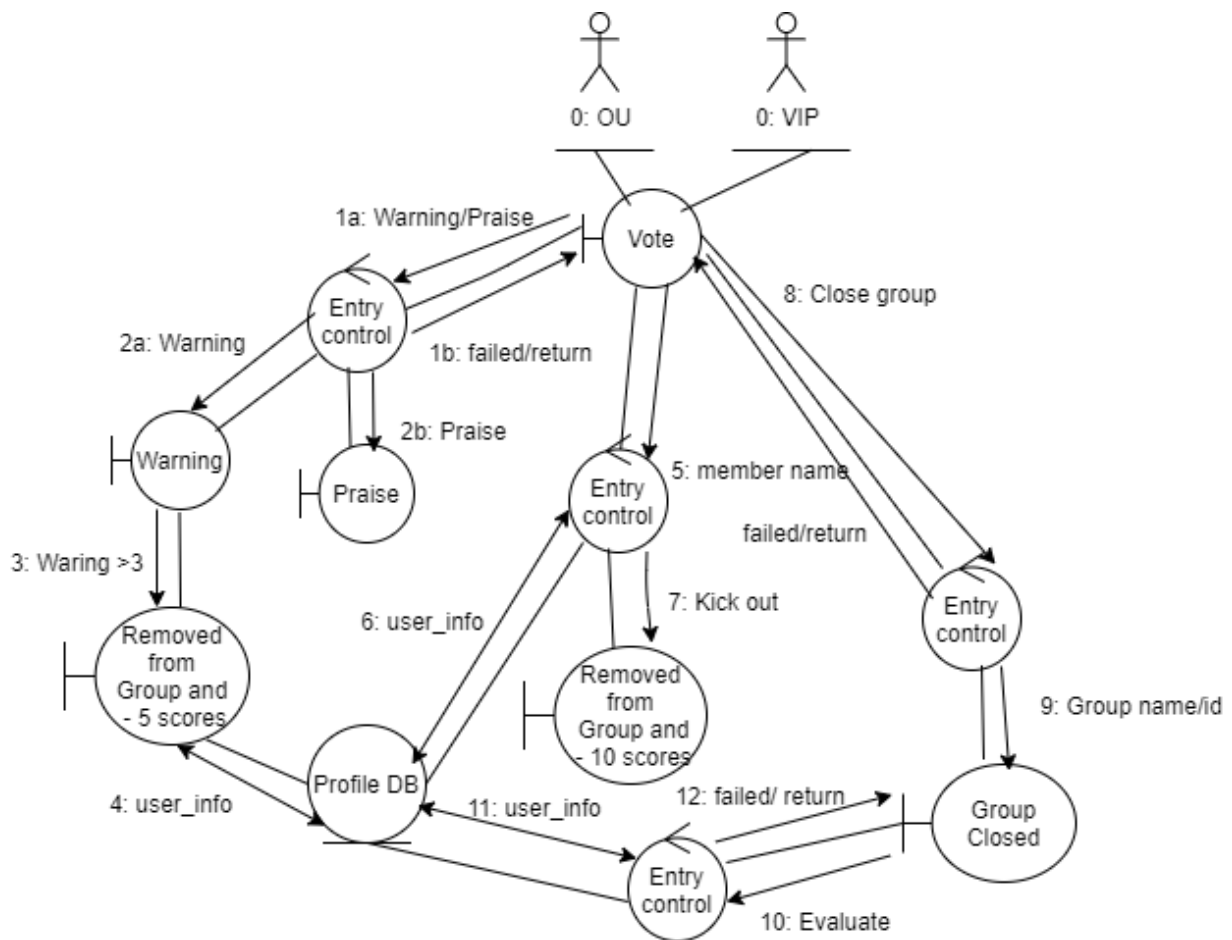 0: OU
0: VIP
1a: Warning/Praise
Vote
Entry
control
8: Close group
2a: Warning
1b: failed/return
2b: Praise
Warning
Praise
5: member name
Entry
control
failed/return
3: Waring >3
7: Kick out
Entry
control
6: user_info
Removed
from
Group and
- 5 scores
Removed
from
Group and
- 10 scores
9: Group name/id
Profile DB
4: user_info
11: user_info
12: failed/ return
Group
Closed
Entry
control
10: Evaluate